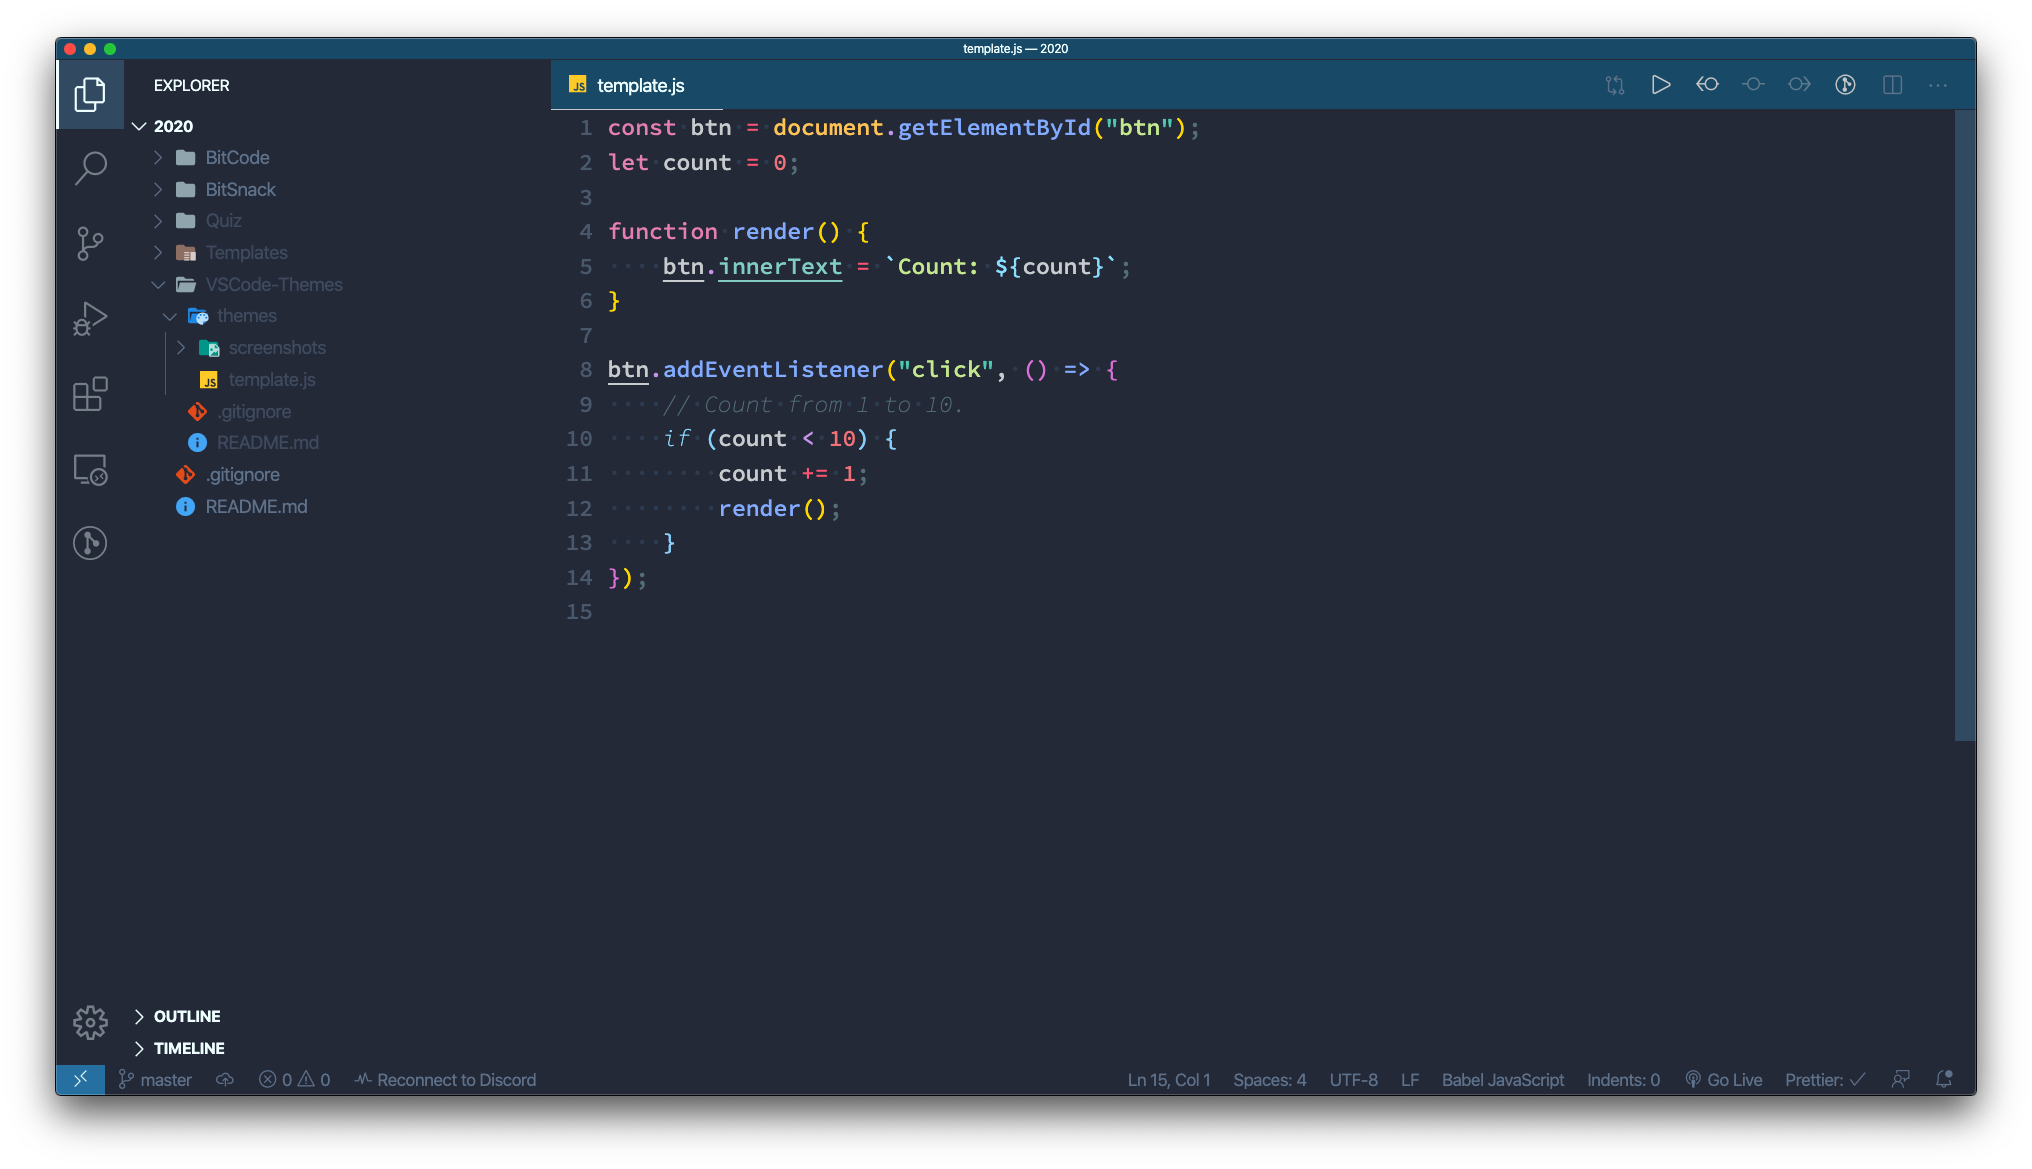 template.js — 2020
EXPLORER
2020
BitCode
BitSnack
Quiz
Templates
VSCode-Themes
themes
screenshots
JS template.js
.gitignore
README.md
.gitignore
README.md
OUTLINE
TIMELINE
JS template.js
1 const btn = document.getElementById("btn");
2 let count = 0;
3
4 function render() {
5     btn.innerText = `Count: ${count}`;
6 }
7
8 btn.addEventListener("click", () => {
9     // Count from 1 to 10.
10     if (count < 10) {
11         count += 1;
12         render();
13     }
14 });
15
master 0 0 Reconnect to Discord Ln 15, Col 1 Spaces: 4 UTF-8 LF Babel JavaScript Indents: 0 Go Live Prettier: ✓